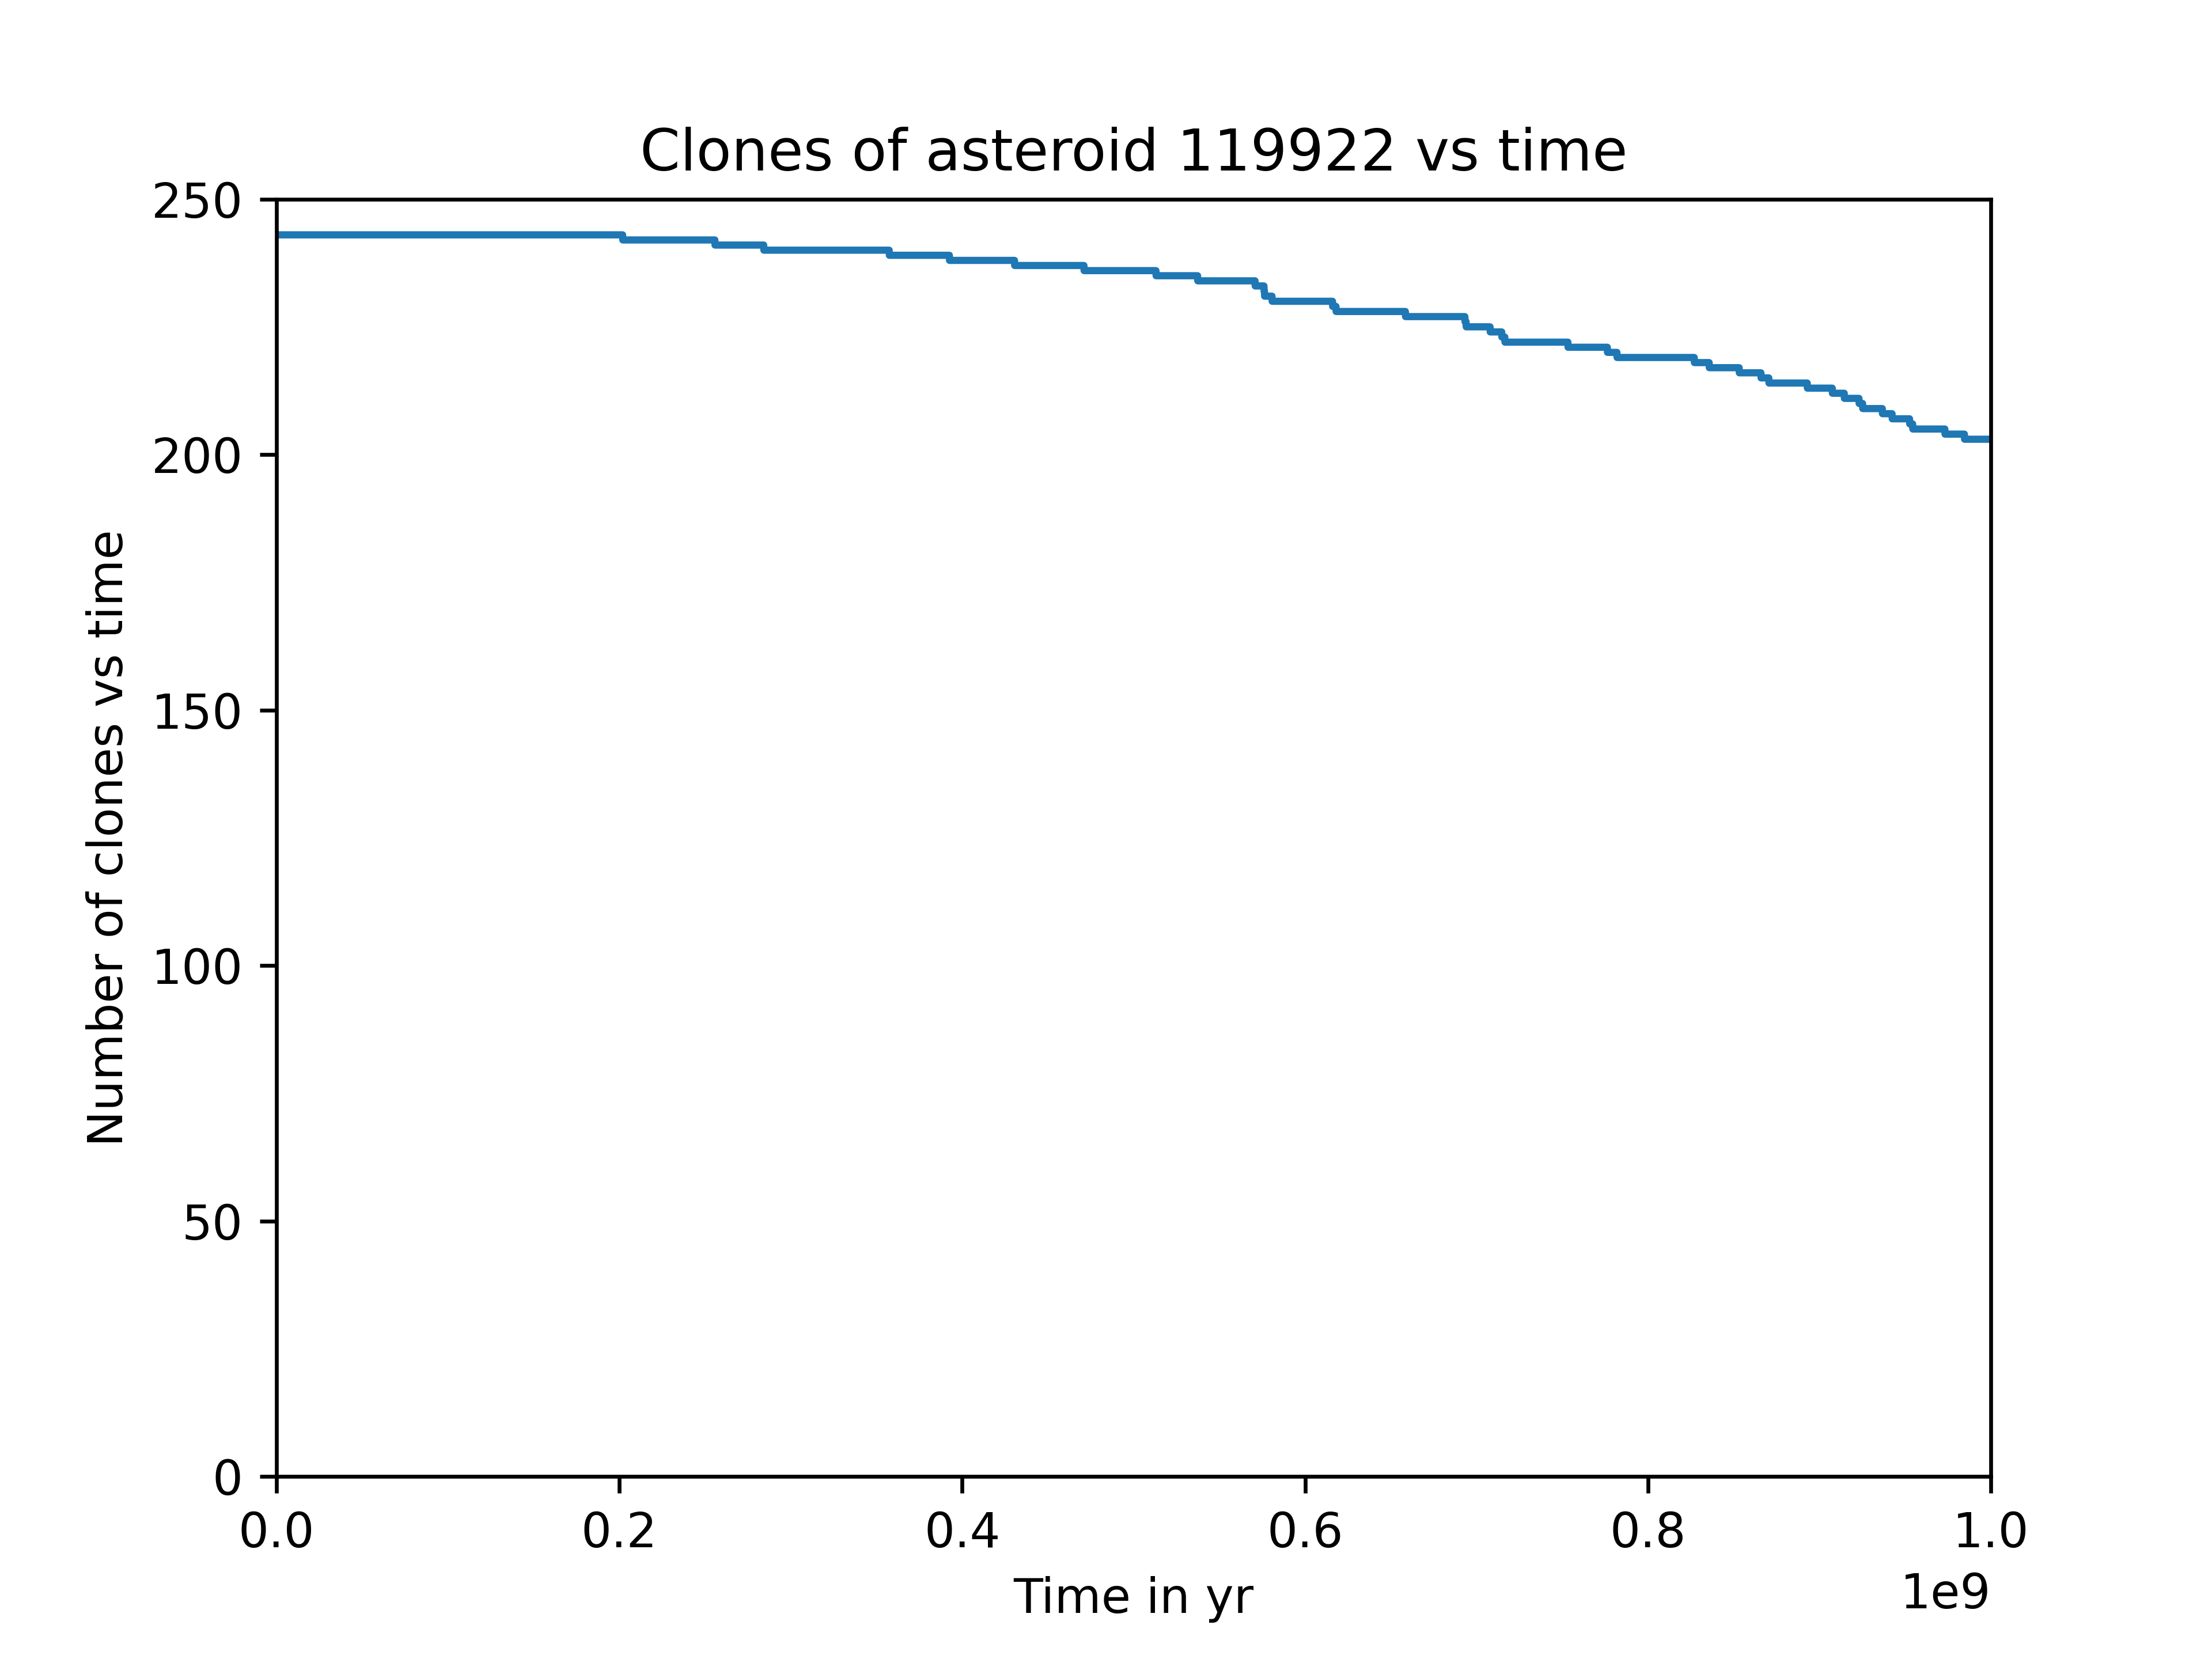 Clones of asteroid 119922 vs time
250
200
150
100
50
0
Number of clones vs time
0.0 0.2 0.4 0.6 0.8 1.0
Time in yr
1e9